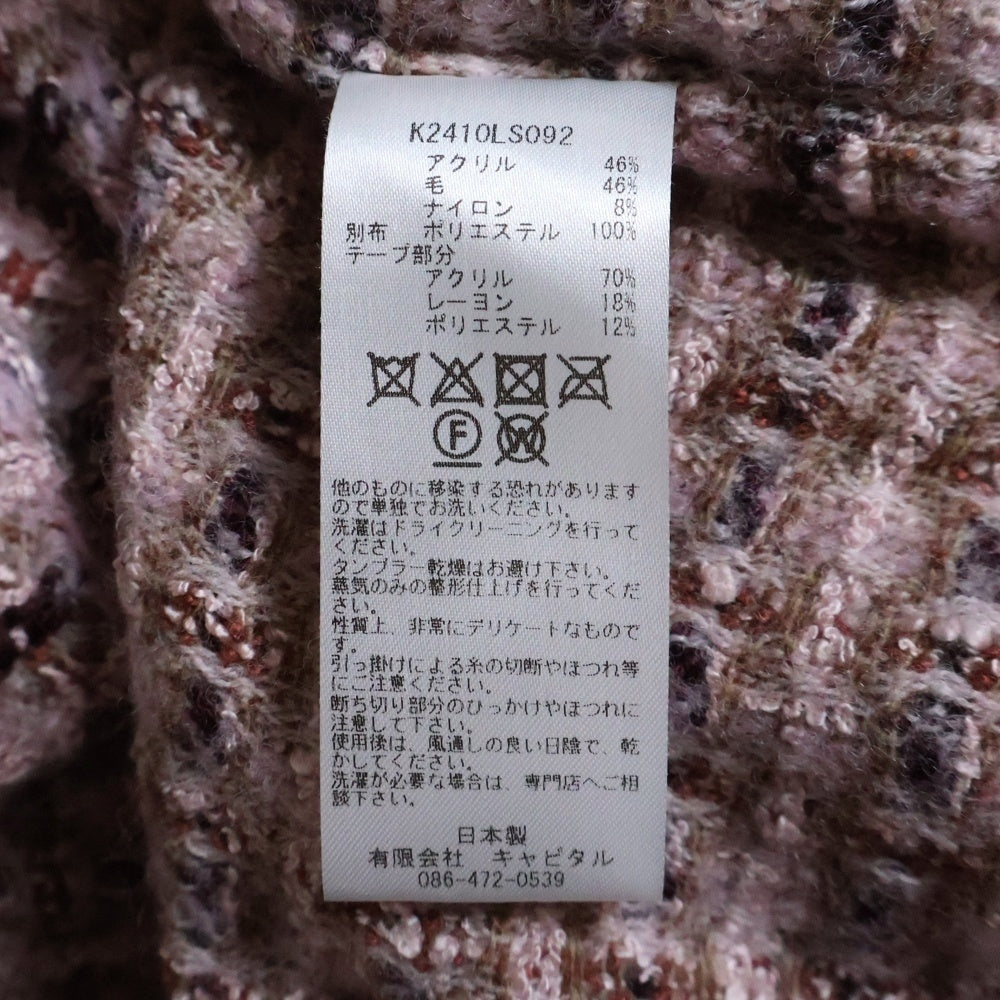 K2410LS092
アクリル 46%
毛 46%
ナイロン 8%
別布 ポリエステル 100%
テープ部分
アクリル 70%
レーヨン 18%
ポリエステル 12%
F W
他のものに移染する恐れがあります
ので単独でお洗いください。
洗濯はドライクリーニングを行って
ください。
タンブラー乾燥はお避け下さい。
蒸気のみの整形仕上げを行ってくだ
さい。
性質上、非常にデリケートなもので
す。
引っ掛けによる糸の切断やほつれ等
にご注意ください。
断ち切り部分のひっかけやほつれに
注意して下さい。
使用後は、風通しの良い日陰で、乾
かしてください。
洗濯が必要な場合は、専門店へご相
談下さい。
日本製
有限会社 キャピタル
086-472-0539